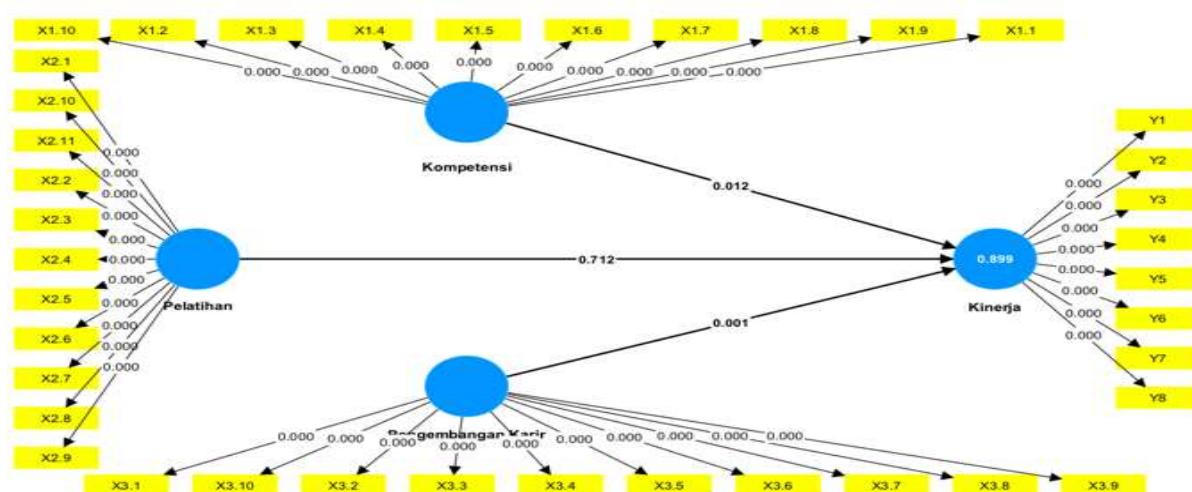 X1.10 X1.2 X1.3 X1.4 X1.5 X1.6 X1.7 X1.8 X1.9 X1.1
0.000 0.000 0.000 0.000 0.000 0.000 0.000 0.000 0.000 0.000
Kompetensi
X2.1
X2.10
X2.11
X2.2
X2.3
X2.4
X2.5
X2.6
X2.7
X2.8
X2.9
0.000
0.000
0.000
0.000
0.000
0.000
0.000
0.000
0.000
0.000
0.000
Pelatihan
0.012
0.712
0.001
0.899
Kinerja
0.000
0.000
0.000
0.000
0.000
0.000
0.000
0.000
Y1
Y2
Y3
Y4
Y5
Y6
Y7
Y8
Pengembangan Karir
0.000 0.000 0.000 0.000 0.000 0.000 0.000 0.000 0.000 0.000
X3.1 X3.10 X3.2 X3.3 X3.4 X3.5 X3.6 X3.7 X3.8 X3.9